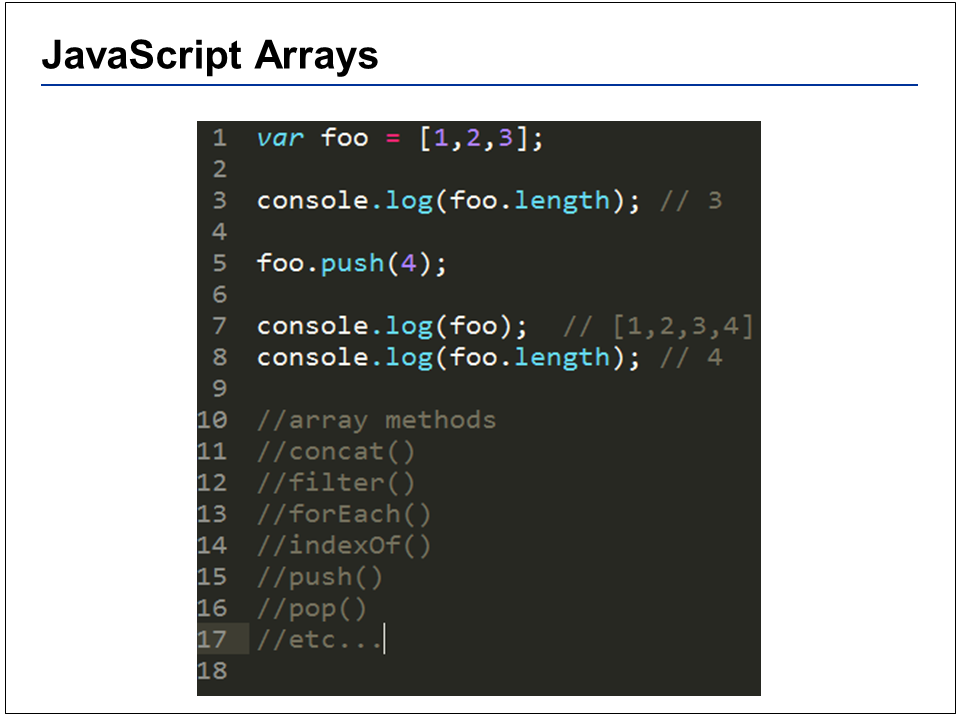 JavaScript Arrays
1 var foo = [1,2,3];
2
3 console.log(foo.length); // 3
4
5 foo.push(4);
6
7 console.log(foo);  // [1,2,3,4]
8 console.log(foo.length); // 4
9
10 //array methods
11 //concat()
12 //filter()
13 //forEach()
14 //indexOf()
15 //push()
16 //pop()
17 //etc...
18